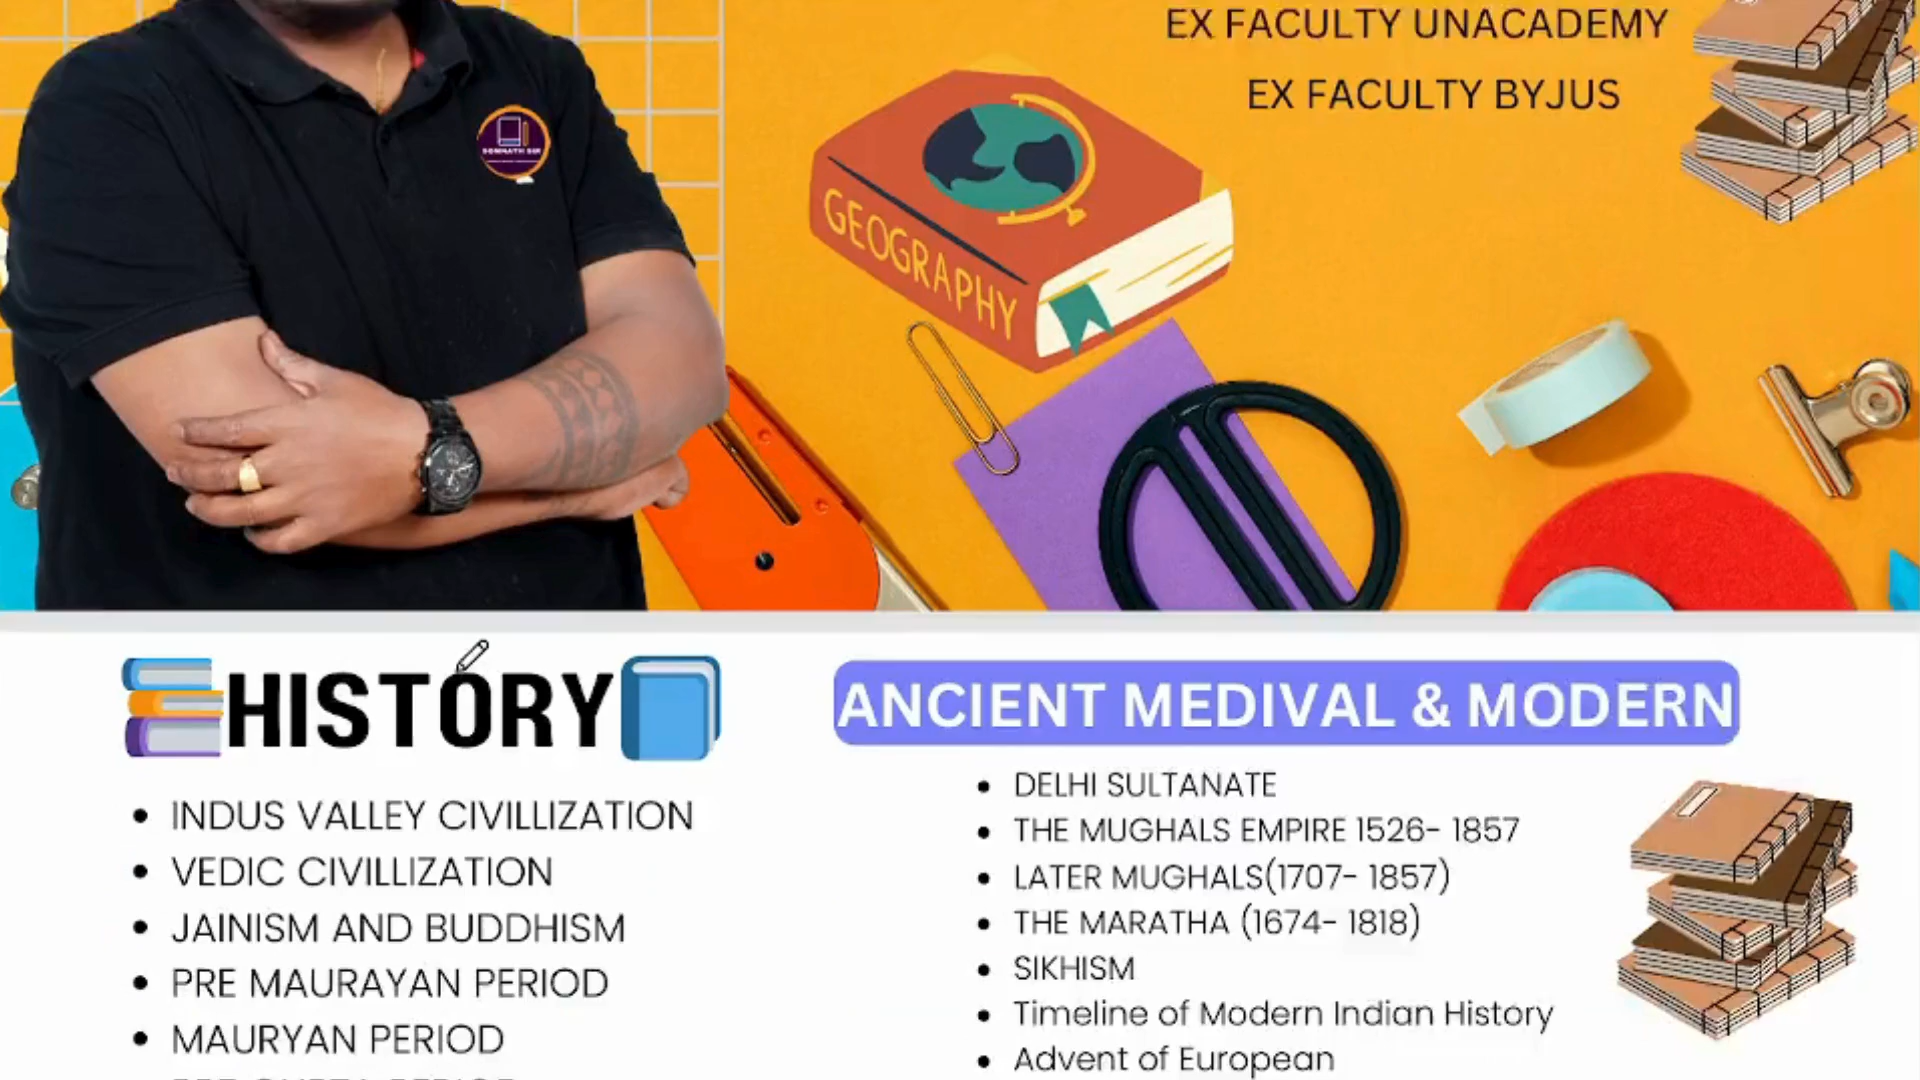 EX FACULTY UNACADEMY
EX FACULTY BYJUS
SOMNATH SIR
GEOGRAPHY
HISTORY
INDUS VALLEY CIVILLIZATION
VEDIC CIVILLIZATION
JAINISM AND BUDDHISM
PRE MAURAYAN PERIOD
MAURYAN PERIOD
ANCIENT MEDIVAL & MODERN
DELHI SULTANATE
THE MUGHALS EMPIRE 1526- 1857
LATER MUGHALS(1707- 1857)
THE MARATHA (1674- 1818)
SIKHISM
Timeline of Modern Indian History
Advent of European